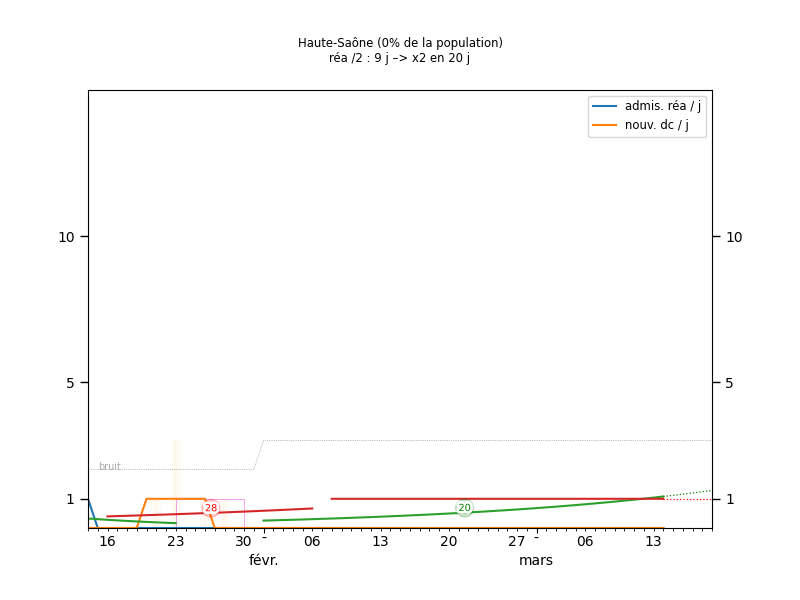 Haute-Saône (0% de la population)
réa /2 : 9 j –> x2 en 20 j
admis. réa / j
nouv. dc / j
10
10
5
5
bruit
1
1
28
20
16
23
30
06
13
20
27
06
13
févr.
mars